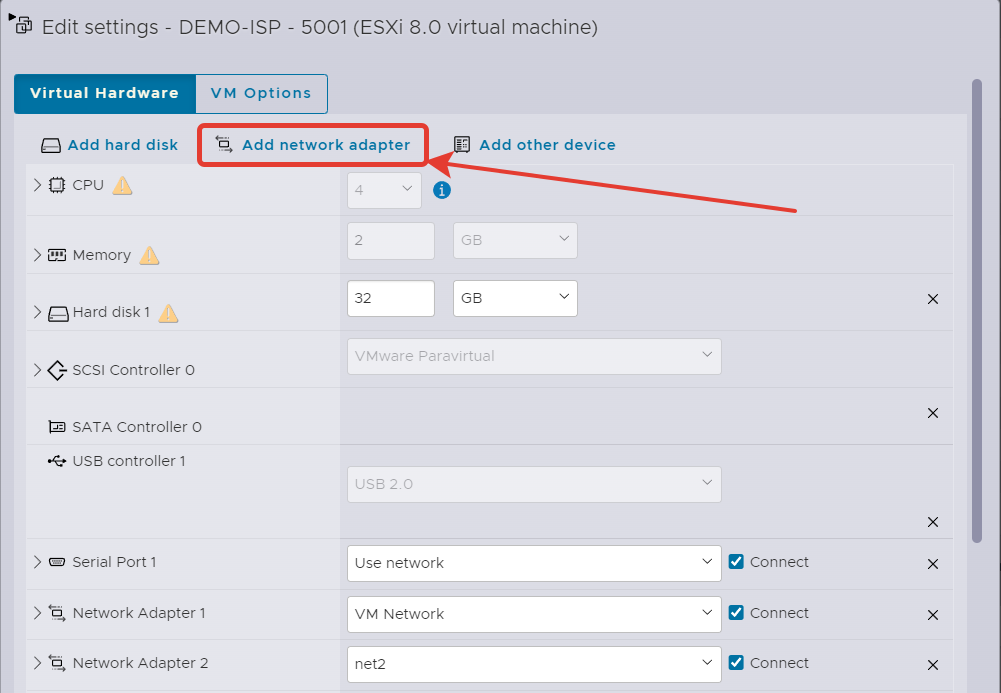 Edit settings - DEMO-ISP - 5001 (ESXi 8.0 virtual machine)
Virtual Hardware VM Options
Add hard disk Add network adapter Add other device
CPU 4
Memory 2 GB
Hard disk 1 32 GB
SCSI Controller 0 VMware Paravirtual
SATA Controller 0
USB controller 1
USB 2.0
Serial Port 1 Use network Connect
Network Adapter 1 VM Network Connect
Network Adapter 2 net2 Connect